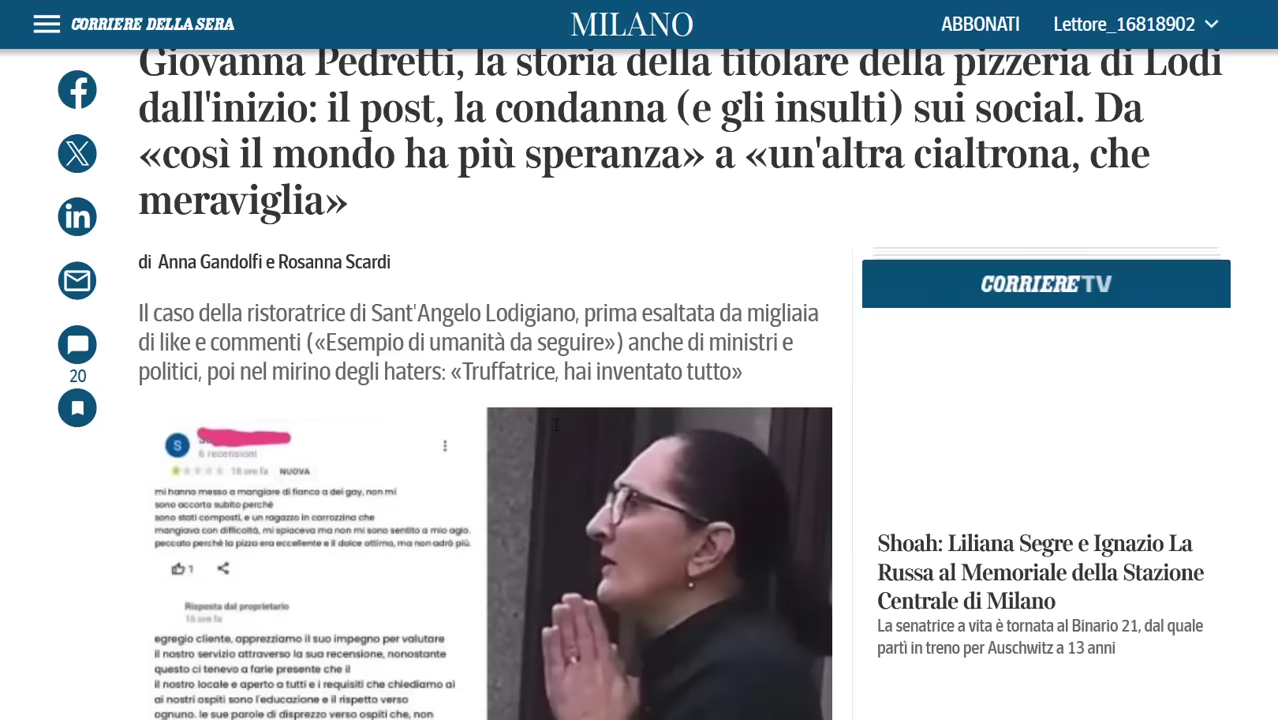 CORRIERE DELLA SERA
MILANO
ABBONATI
Lettore_16818902
Giovanna Pedretti, la storia della titolare della pizzeria di Lodi
dall'inizio: il post, la condanna (e gli insulti) sui social. Da
«così il mondo ha più speranza» a «un'altra cialtrona, che
meraviglia»
di Anna Gandolfi e Rosanna Scardi
Il caso della ristoratrice di Sant'Angelo Lodigiano, prima esaltata da migliaia
di like e commenti («Esempio di umanità da seguire») anche di ministri e
politici, poi nel mirino degli haters: «Truffatrice, hai inventato tutto»
20
S
6 recensioni
18 ore fa NUOVA
mi hanno messo a mangiare di fianco a dei gay, non mi
sono accorto subito perché
sono stati composti, e un ragazzo in carrozzina che
mangiava con difficoltà, mi spiaceva ma non mi sono sentito a mio agio.
peccato perché la pizza era eccellente e il dolce ottimo, ma non adrò più.
1
Risposta dal proprietario
16 ore fa
egregio cliente, apprezziamo il suo impegno per valutare
il nostro servizio attraverso la sua recensione, nonostante
questo ci tenevo a farle presente che il
il nostro locale e aperto a tutti e i requisiti che chiediamo ai
ai nostri ospiti sono l'educazione e il rispetto verso
ognuno. le sue parole di disprezzo verso ospiti che, non
CORRIERE TV
Shoah: Liliana Segre e Ignazio La
Russa al Memoriale della Stazione
Centrale di Milano
La senatrice a vita è tornata al Binario 21, dal quale
partì in treno per Auschwitz a 13 anni